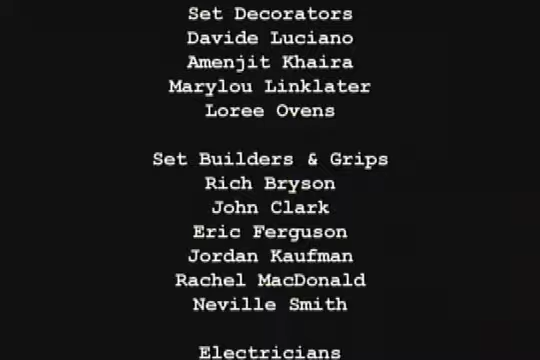 Set Decorators
Davide Luciano
Amenjit Khaira
Marylou Linklater
Loree Ovens
Set Builders & Grips
Rich Bryson
John Clark
Eric Ferguson
Jordan Kaufman
Rachel MacDonald
Neville Smith
Electricians